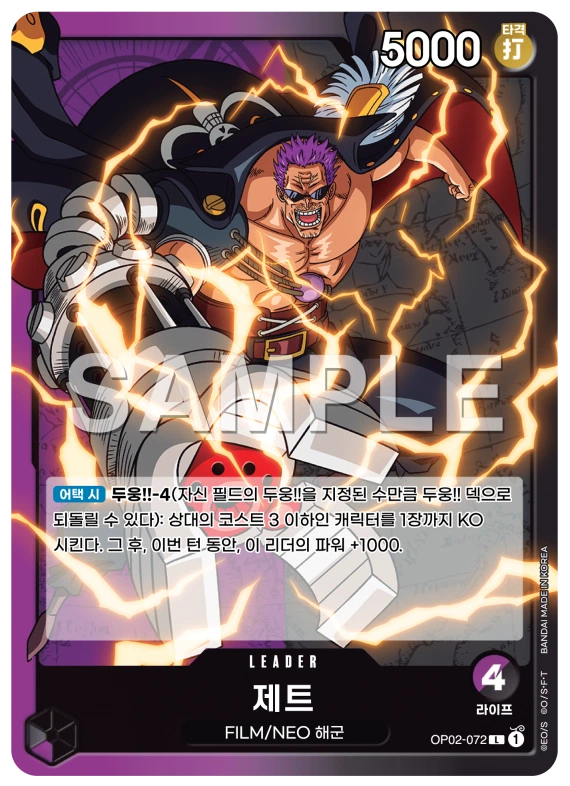 5000
타격
打
SAMPLE
어택 시 두웅!!-4(자신 필드의 두웅!!을 지정된 수만큼 두웅!! 덱으로
되돌릴 수 있다): 상대의 코스트 3 이하인 캐릭터를 1장까지 KO
시킨다. 그 후, 이번 턴 동안, 이 리더의 파워 +1000.
LEADER
제트
4
라이프
FILM/NEO 해군
OP02-072 L 1
©E.O/S ©O/S·F·T BANDAI MADE IN KOREA